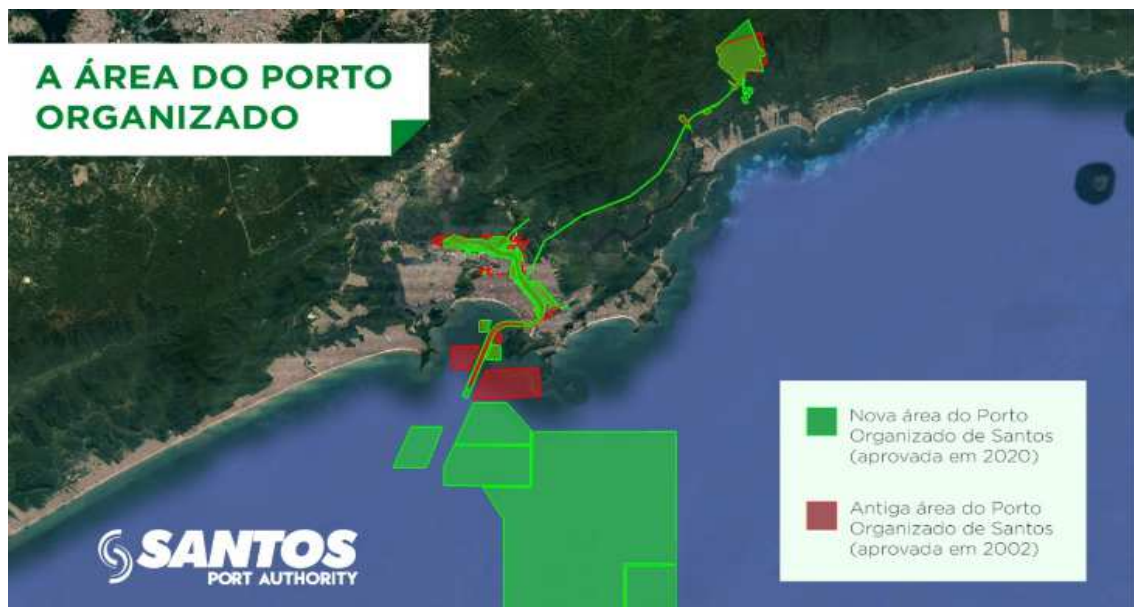 A ÁREA DO PORTO
ORGANIZADO
Nova área do Porto
Organizado de Santos
(aprovada em 2020)
Antiga área do Porto
Organizado de Santos
(aprovada em 2002)
SANTOS
PORT AUTHORITY